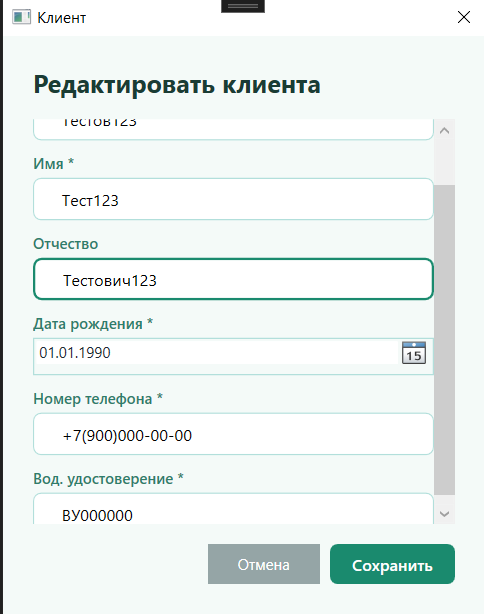 Клиент
Редактировать клиента
Тестов123
Имя *
Тест123
Отчество
Тестович123
Дата рождения *
01.01.1990
15
Номер телефона *
+7(900)000-00-00
Вод. удостоверение *
ВУ000000
Отмена
Сохранить